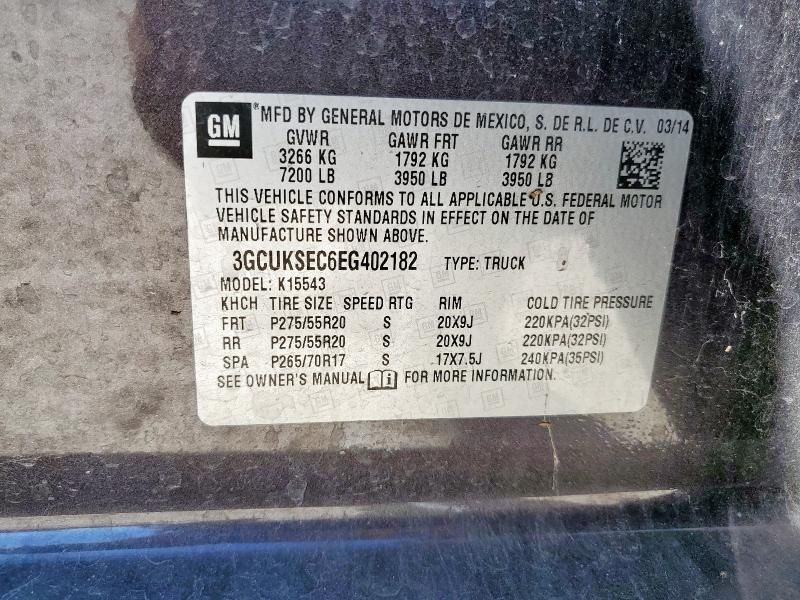 GM ® MFD BY GENERAL MOTORS DE MEXICO, S. DE R.L. DE C.V. 03/14
GVWR GAWR FRT GAWR RR
3266 KG 1792 KG 1792 KG
7200 LB 3950 LB 3950 LB
THIS VEHICLE CONFORMS TO ALL APPLICABLE U.S. FEDERAL MOTOR
VEHICLE SAFETY STANDARDS IN EFFECT ON THE DATE OF
MANUFACTURE SHOWN ABOVE.
3GCUKSEC6EG402182 TYPE: TRUCK
MODEL: K15543
KHCH TIRE SIZE SPEED RTG RIM COLD TIRE PRESSURE
FRT P275/55R20 S 20X9J 220KPA(32PSI)
RR P275/55R20 S 20X9J 220KPA(32PSI)
SPA P265/70R17 S 17X7.5J 240KPA(35PSI)
SEE OWNER'S MANUAL FOR MORE INFORMATION.